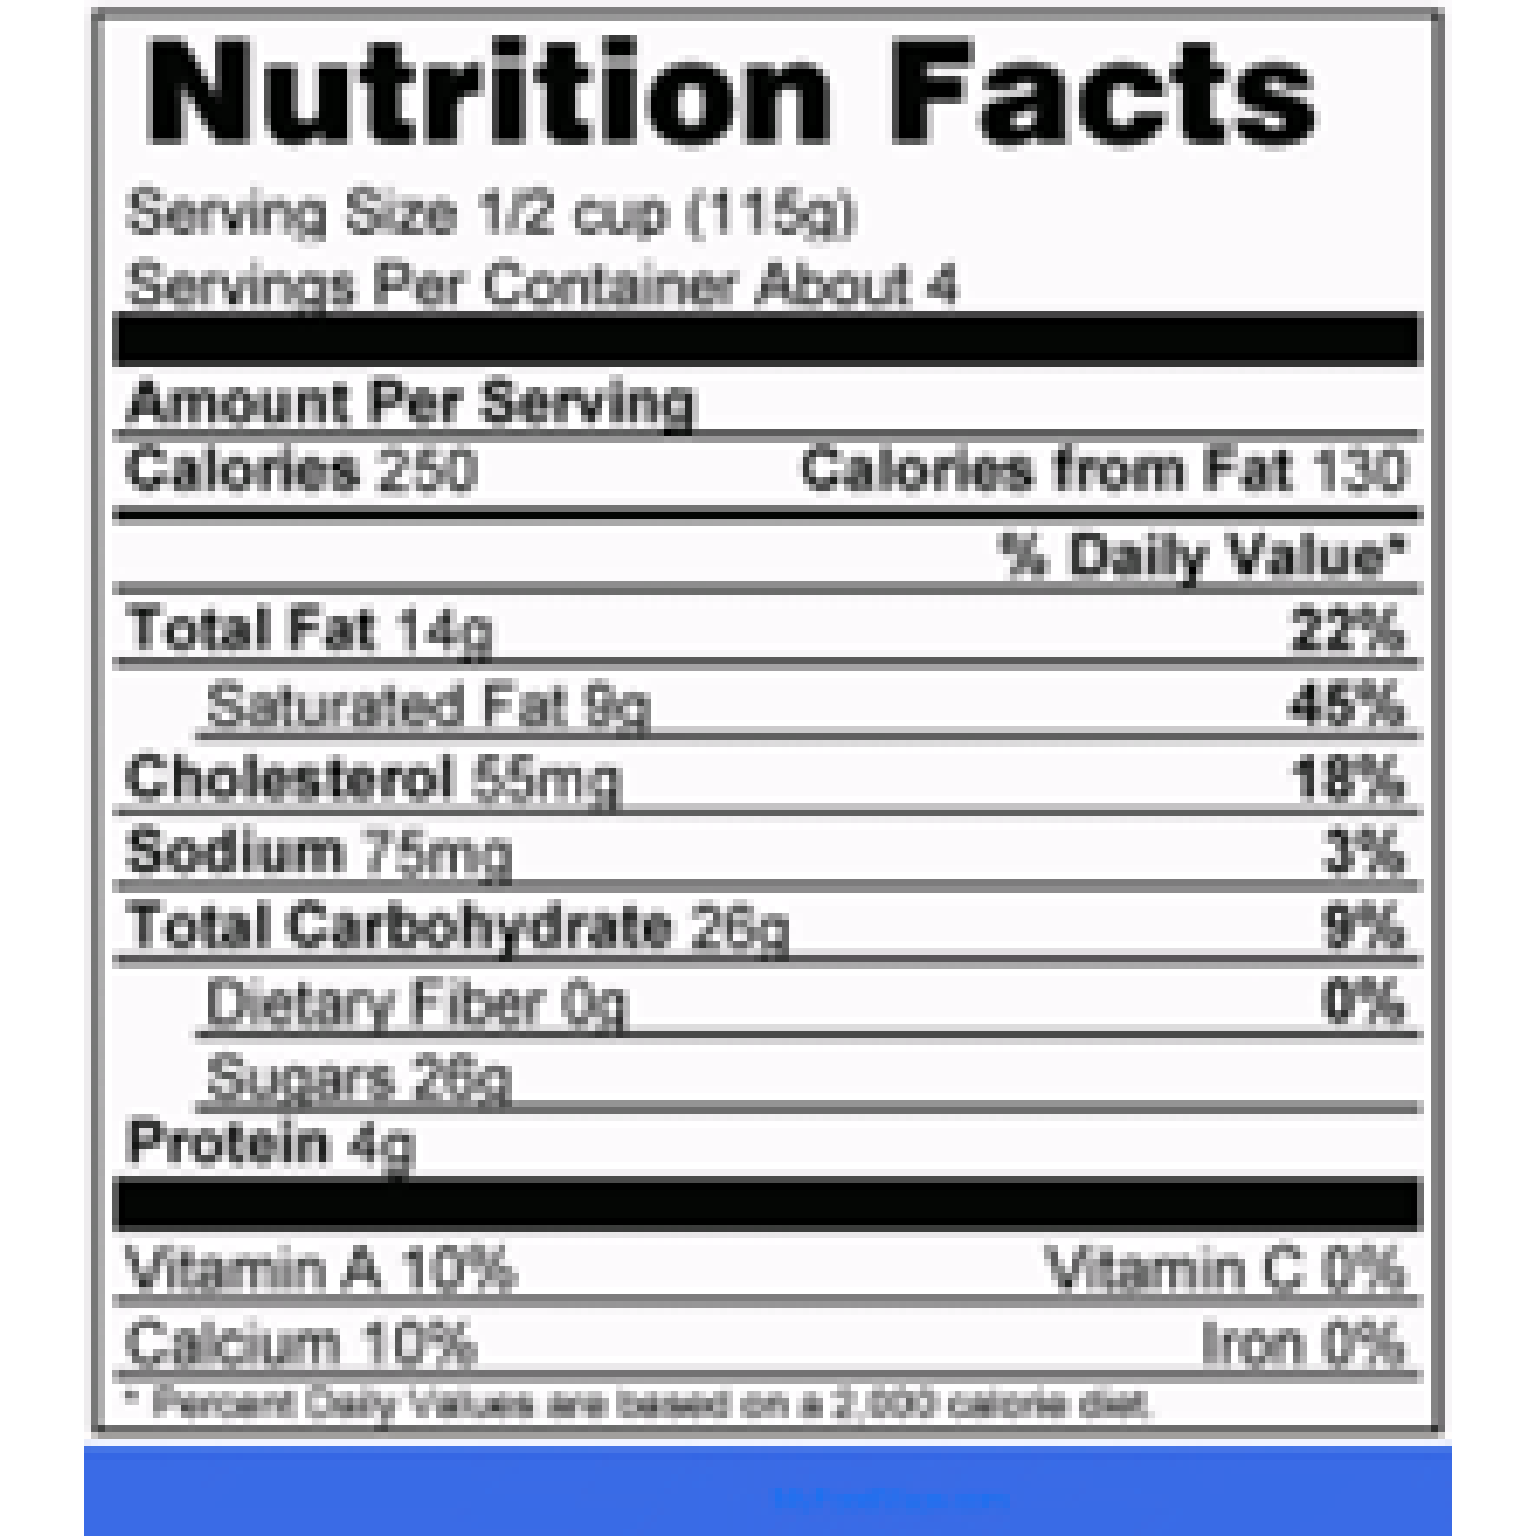 Nutrition Facts
Serving Size 1/2 cup (115g)
Servings Per Container About 4
Amount Per Serving
Calories 250 Calories from Fat 130
% Daily Value*
Total Fat 14g 22%
Saturated Fat 9g 45%
Cholesterol 55mg 18%
Sodium 75mg 3%
Total Carbohydrate 26g 9%
Dietary Fiber 0g 0%
Sugars 26g
Protein 4g
Vitamin A 10% Vitamin C 0%
Calcium 10% Iron 0%
* Percent Daily Values are based on a 2,000 calorie diet.